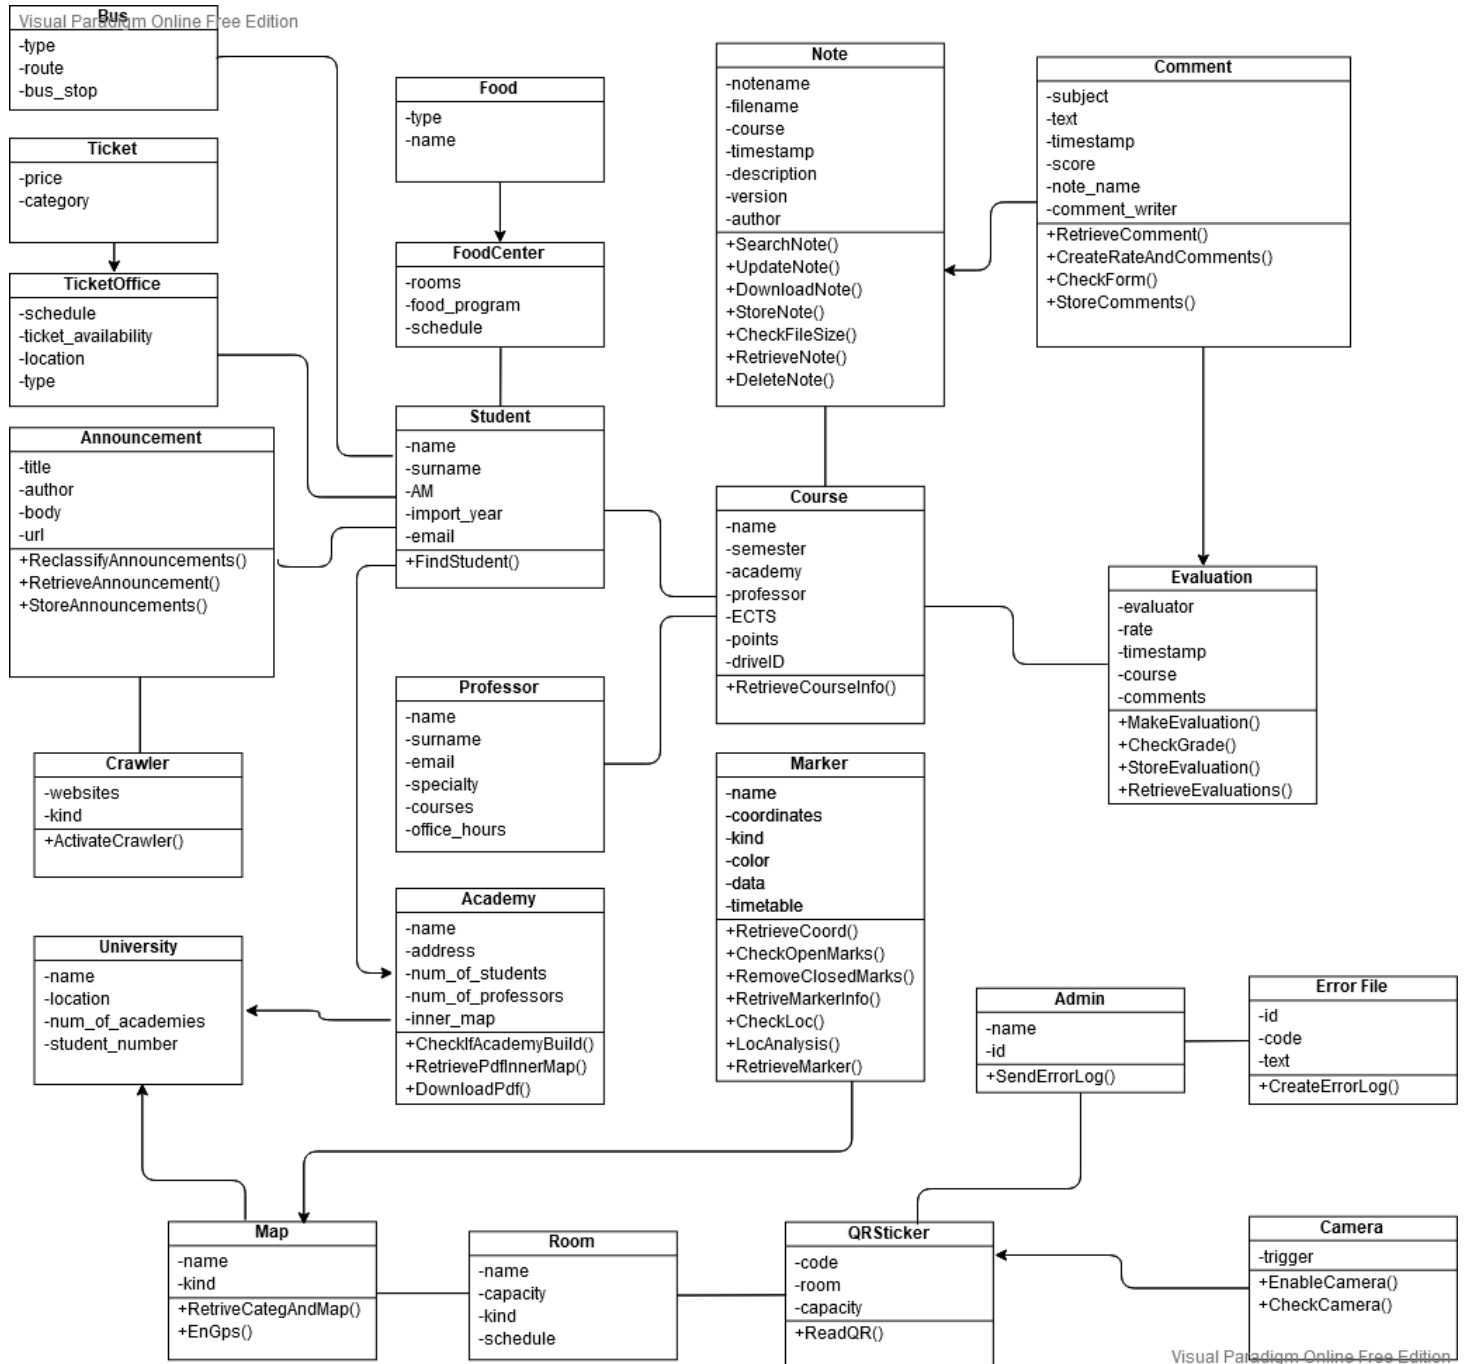 Visual Paradigm Online Free Edition
Bus
-type
-route
-bus_stop
Ticket
-price
-category
TicketOffice
-schedule
-ticket_availability
-location
-type
Announcement
-title
-author
-body
-url
+ReclassifyAnnouncements()
+RetrieveAnnouncement()
+StoreAnnouncements()
Crawler
-websites
-kind
+ActivateCrawler()
University
-name
-location
-num_of_academies
-student_number
Food
-type
-name
FoodCenter
-rooms
-food_program
-schedule
Student
-name
-surname
-AM
-import_year
-email
+FindStudent()
Professor
-name
-surname
-email
-specialty
-courses
-office_hours
Academy
-name
-address
-num_of_students
-num_of_professors
-inner_map
+CheckIfAcademyBuild()
+RetrievePdfInnerMap()
+DownloadPdf()
Note
-notename
-filename
-course
-timestamp
-description
-version
-author
+SearchNote()
+UpdateNote()
+DownloadNote()
+StoreNote()
+CheckFileSize()
+RetrieveNote()
+DeleteNote()
Comment
-subject
-text
-timestamp
-score
-note_name
-comment_writer
+RetrieveComment()
+CreateRateAndComments()
+CheckForm()
+StoreComments()
Course
-name
-semester
-academy
-professor
-ECTS
-points
-driveID
+RetrieveCourseInfo()
Evaluation
-evaluator
-rate
-timestamp
-course
-comments
+MakeEvaluation()
+CheckGrade()
+StoreEvaluation()
+RetrieveEvaluations()
Marker
-name
-coordinates
-kind
-color
-data
-timetable
+RetrieveCoord()
+CheckOpenMarks()
+RemoveClosedMarks()
+RetriveMarkerInfo()
+CheckLoc()
+LocAnalysis()
+RetrieveMarker()
Admin
-name
-id
+SendErrorLog()
Error File
-id
-code
-text
+CreateErrorLog()
Map
-name
-kind
+RetriveCategAndMap()
+EnGps()
Room
-name
-capacity
-kind
-schedule
QRSticker
-code
-room
-capacity
+ReadQR()
Camera
-trigger
+EnableCamera()
+CheckCamera()
Visual Paradigm Online Free Edition